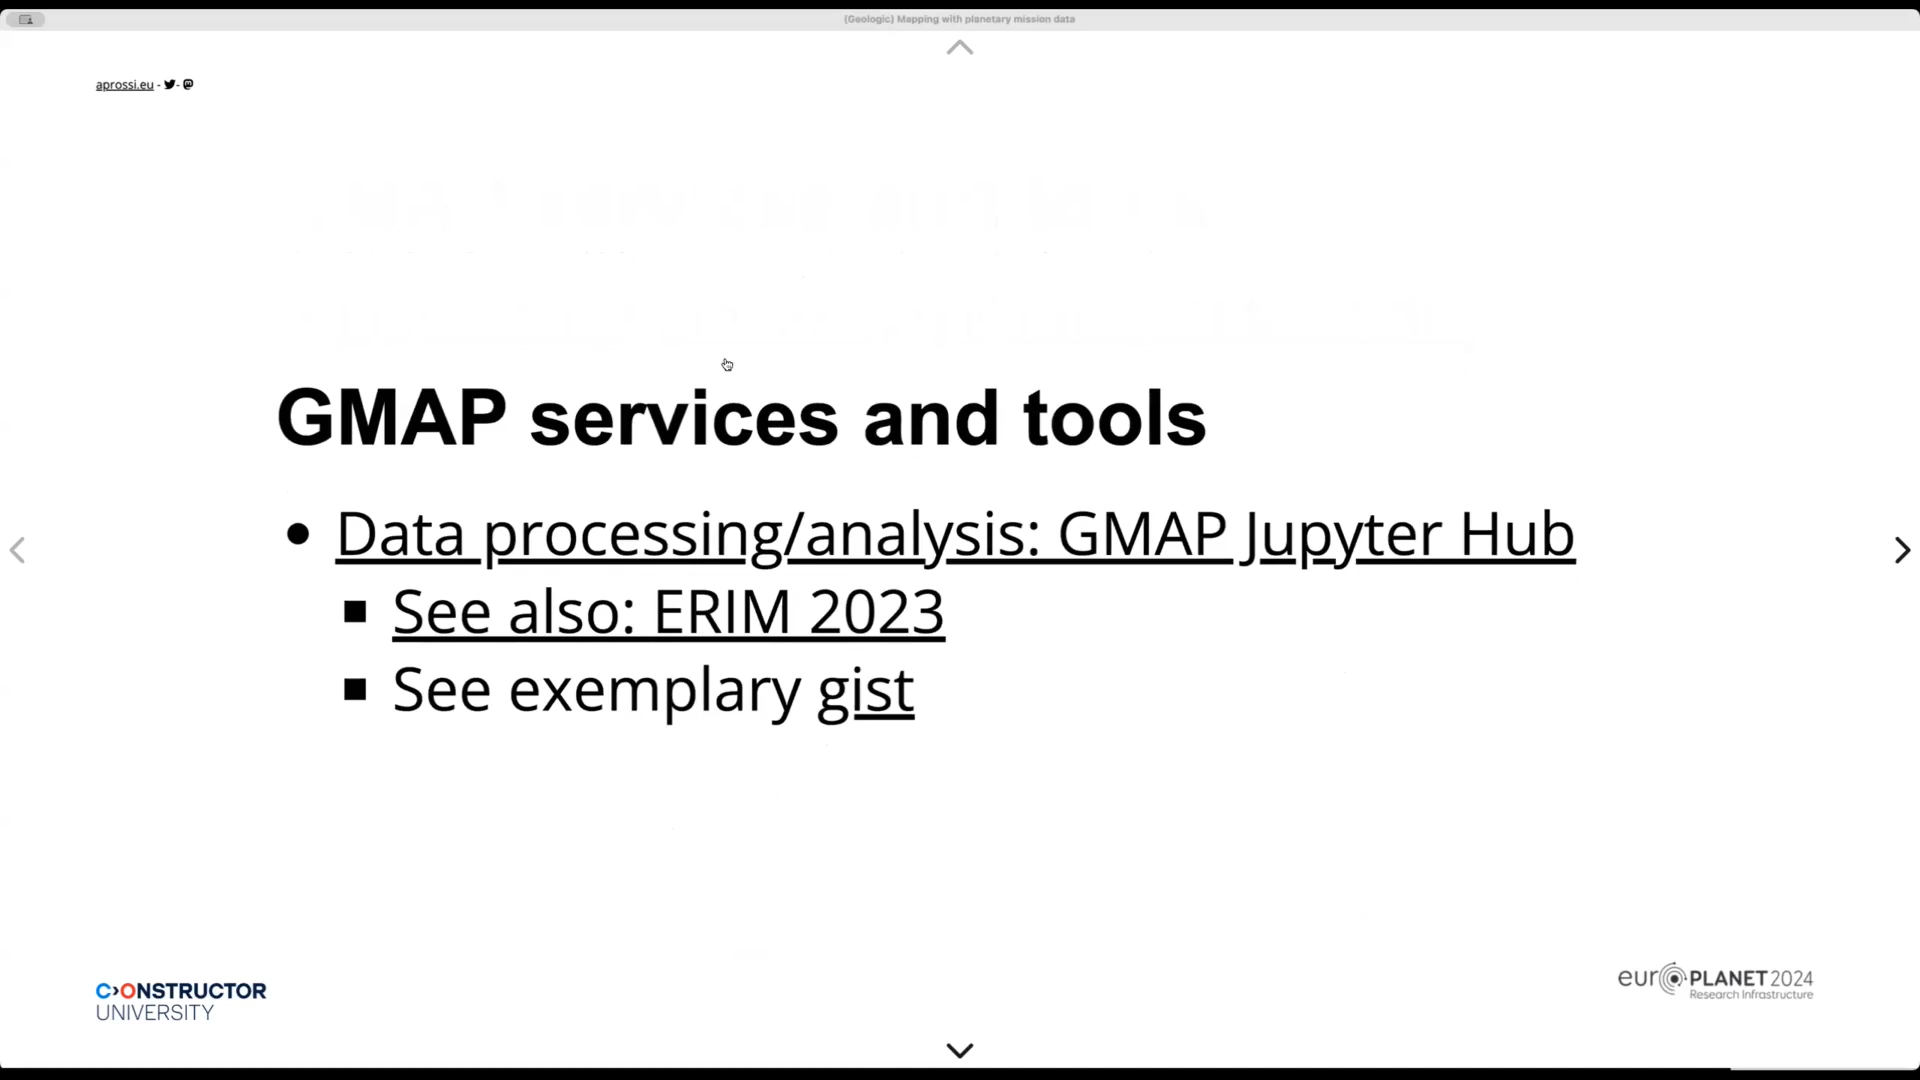 (Geologic) Mapping with planetary mission data
aprossi.eu - -
GMAP services and tools
Data processing/analysis: GMAP Jupyter Hub
See also: ERIM 2023
See exemplary gist
CONSTRUCTOR
UNIVERSITY
euroPLANET2024
Research Infrastructure